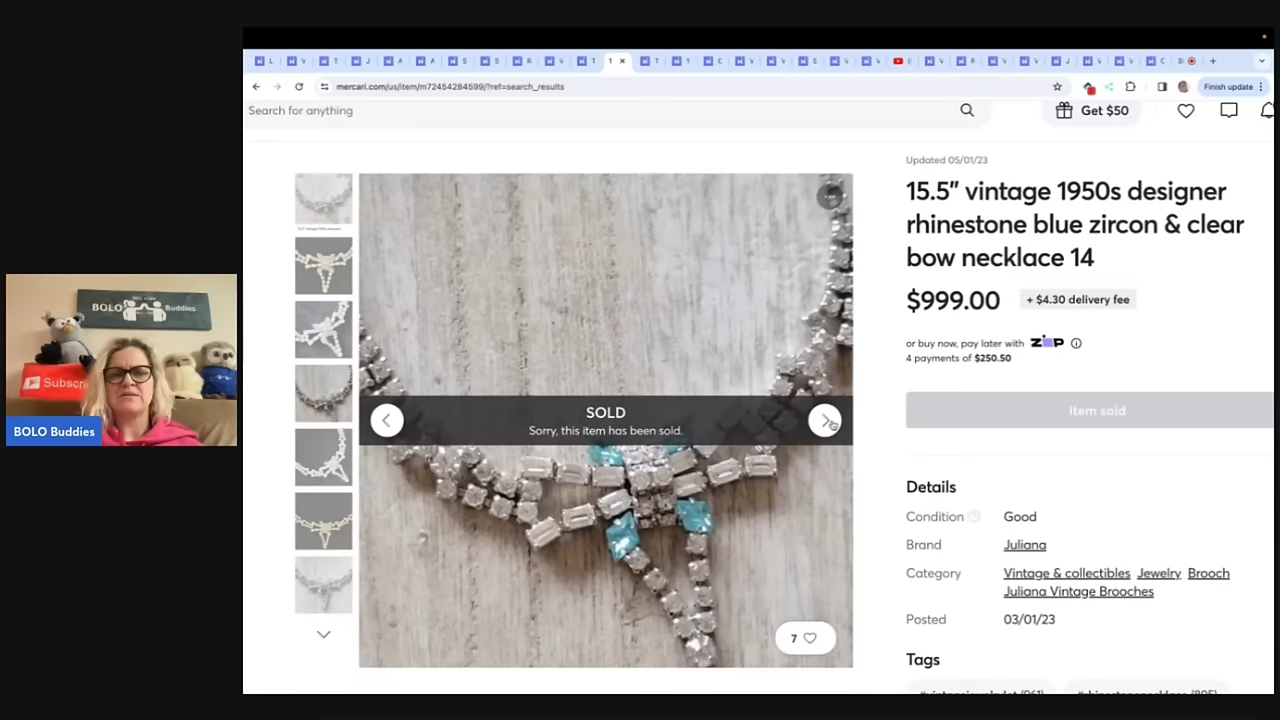 L
V
T
J
A
A
S
S
R
V
T
1
T
1
C
V
V
S
V
V
V
R
V
V
J
V
V
C
S
mercari.com/us/item/m72454284599/?ref=search_results
Finish update
Search for anything
Get $50
Updated 05/01/23
15.5" vintage 1950s designer
rhinestone blue zircon & clear
bow necklace 14
$999.00
+ $4.30 delivery fee
or buy now, pay later with ZIP
4 payments of $250.50
SOLD
Sorry, this item has been sold.
Item sold
Details
Condition Good
Brand Juliana
Category Vintage & collectibles Jewelry Brooch
Juliana Vintage Brooches
Posted 03/01/23
7
Tags
BOLO Buddies
Subscri
BOLO Buddies